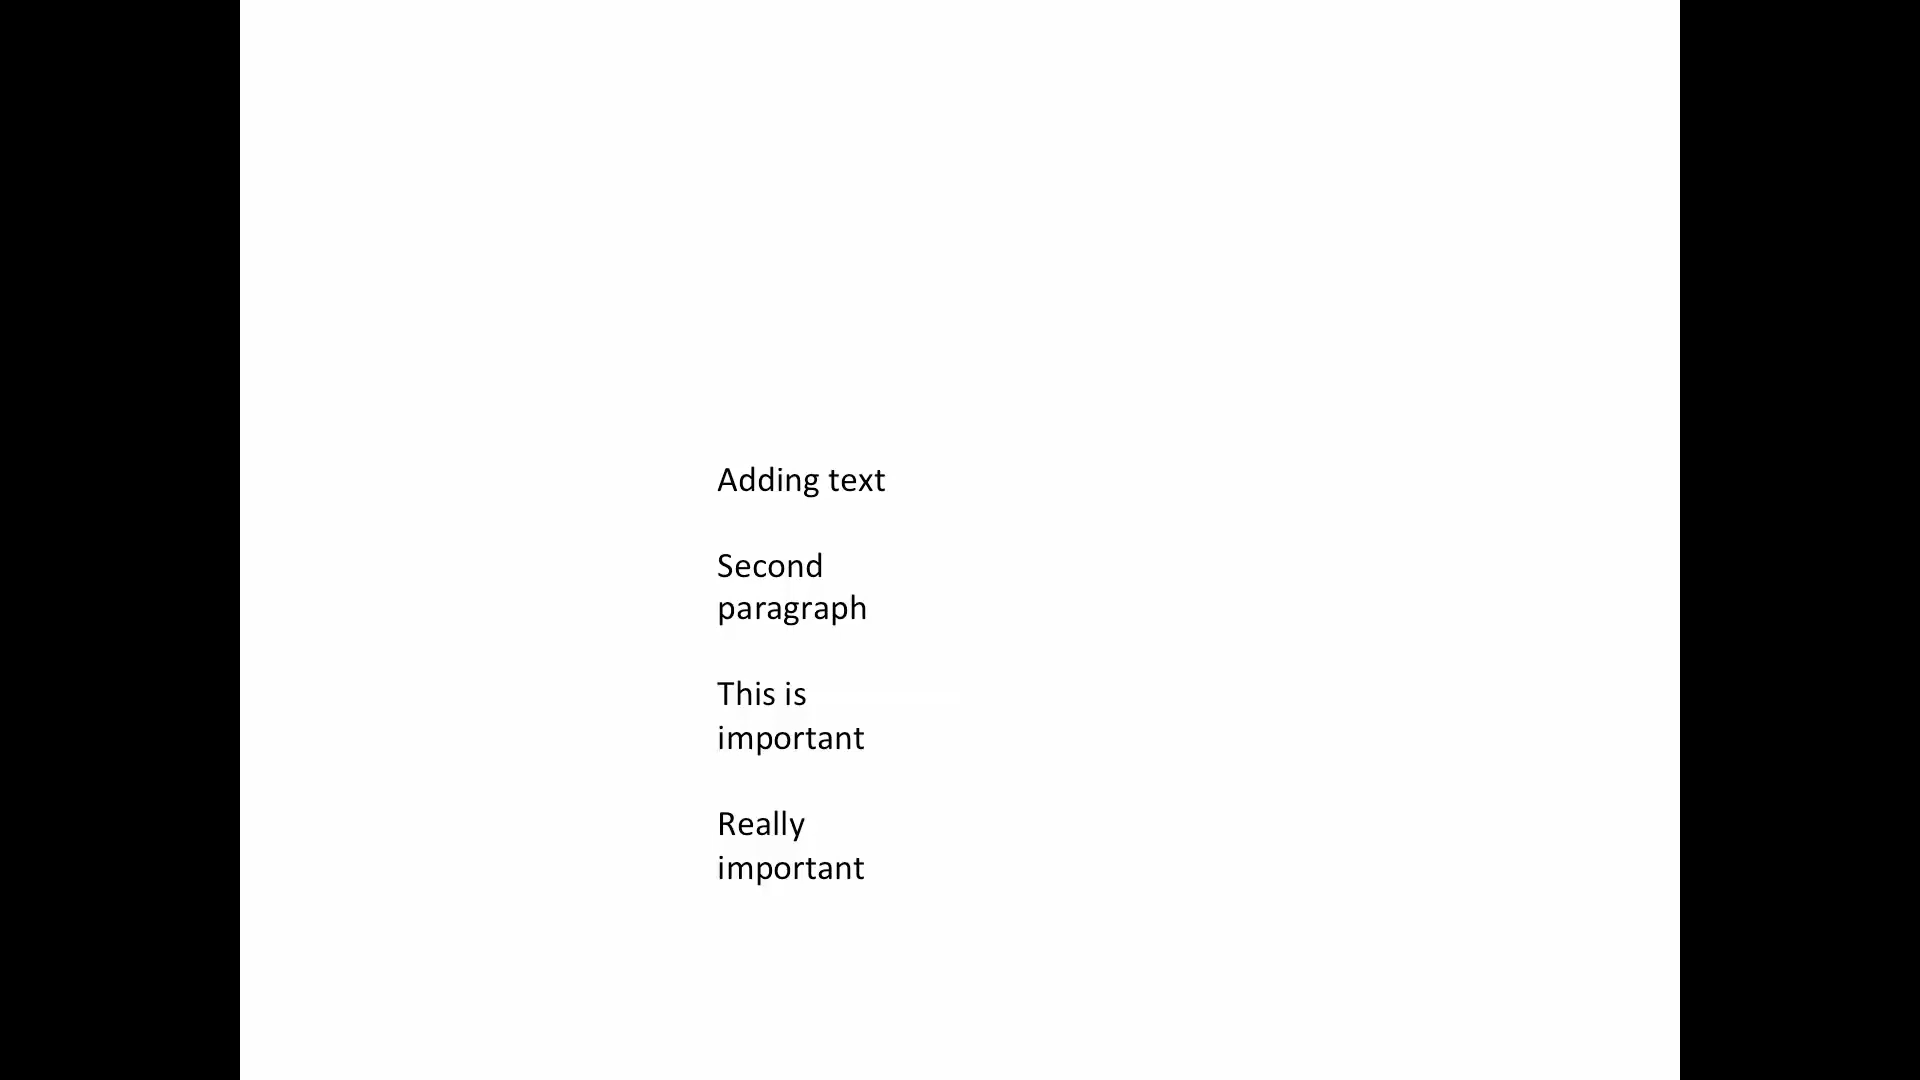 Adding text
Second
paragraph
This is
important
Really
important